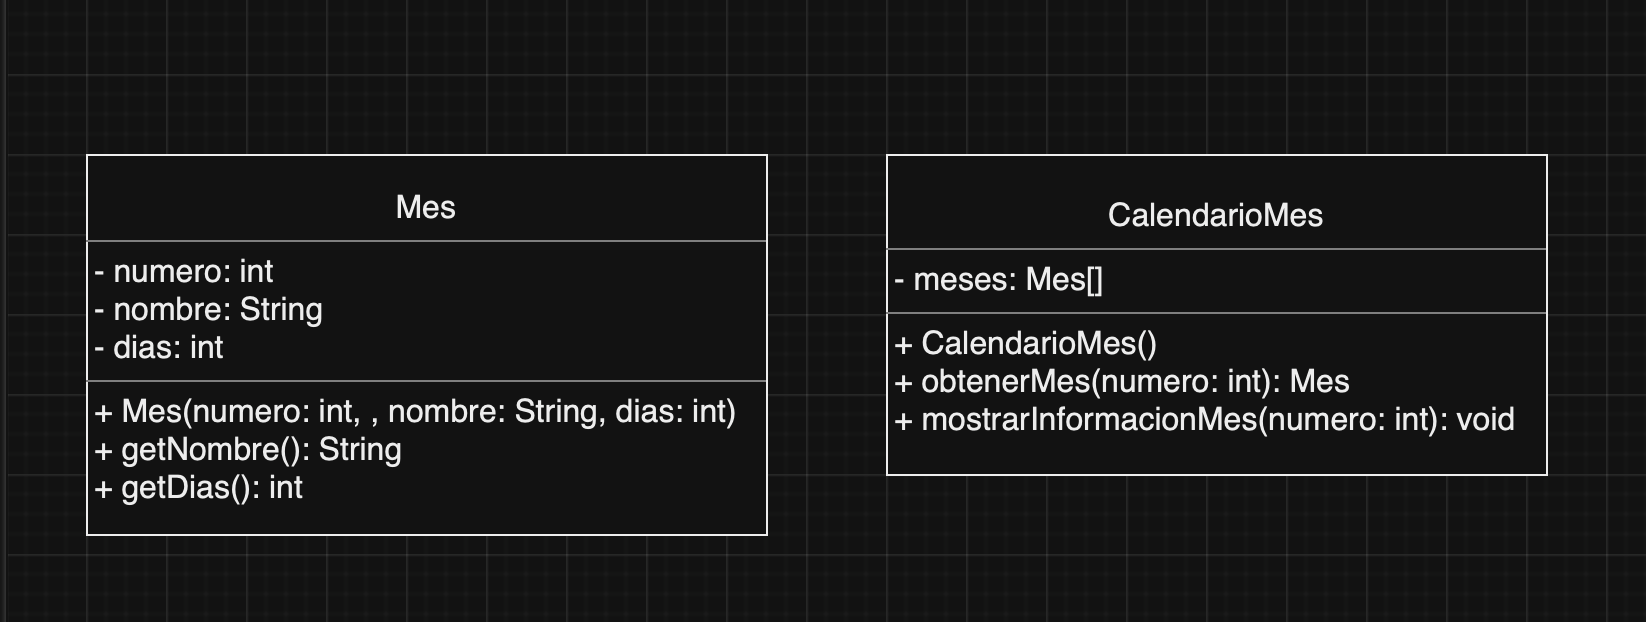 Mes
- numero: int
- nombre: String
- dias: int
+ Mes(numero: int, , nombre: String, dias: int)
+ getNombre(): String
+ getDias(): int
CalendarioMes
- meses: Mes[]
+ CalendarioMes()
+ obtenerMes(numero: int): Mes
+ mostrarInformacionMes(numero: int): void